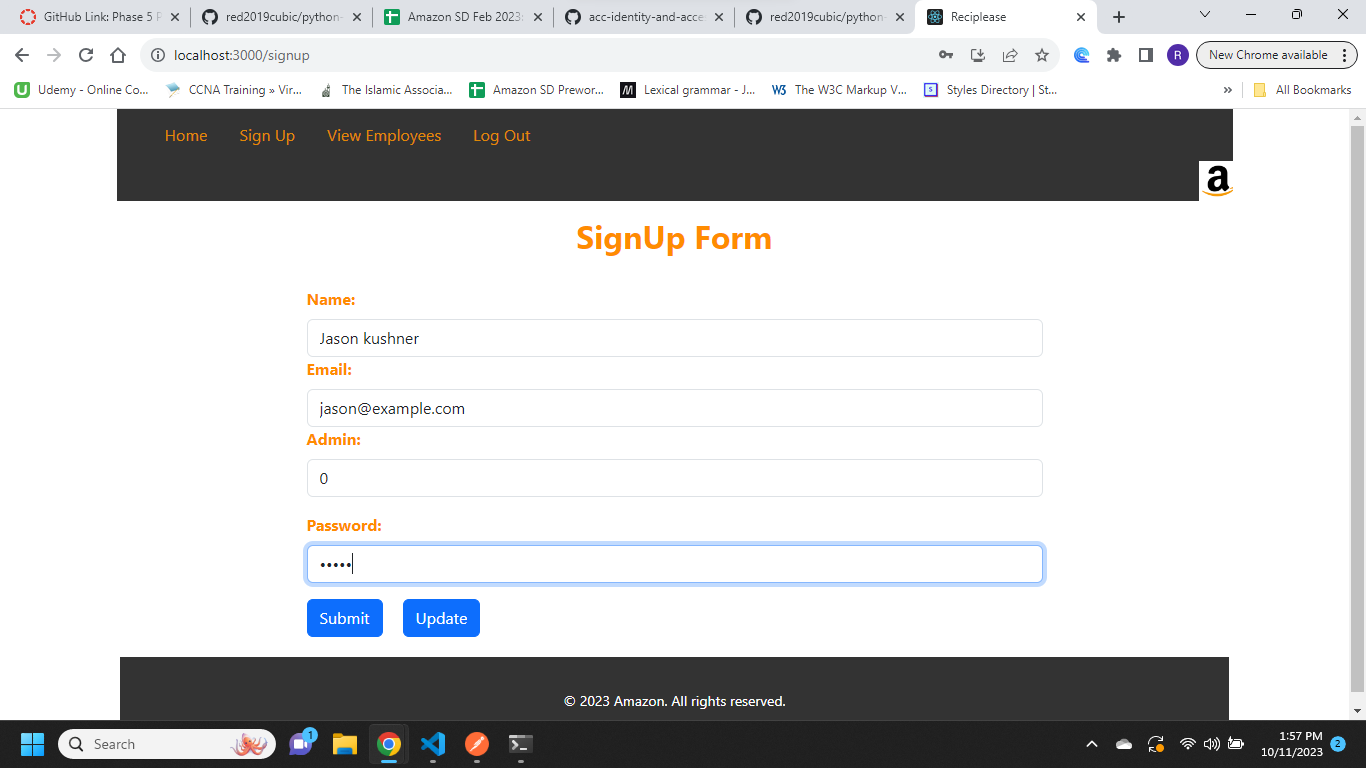 GitHub Link: Phase 5 P
red2019cubic/python-
Amazon SD Feb 2023:
acc-identity-and-acce
red2019cubic/python-
Reciplease
localhost:3000/signup
R
New Chrome available
Udemy - Online Co...
CCNA Training » Vir...
The Islamic Associa...
Amazon SD Prewor...
Lexical grammar - J...
The W3C Markup V...
Styles Directory | St...
»
All Bookmarks
Home
Sign Up
View Employees
Log Out
a
SignUp Form
Name:
Jason kushner
Email:
jason@example.com
Admin:
0
Password:
•••••
Submit
Update
© 2023 Amazon. All rights reserved.
Search
1
1:57 PM
10/11/2023
2